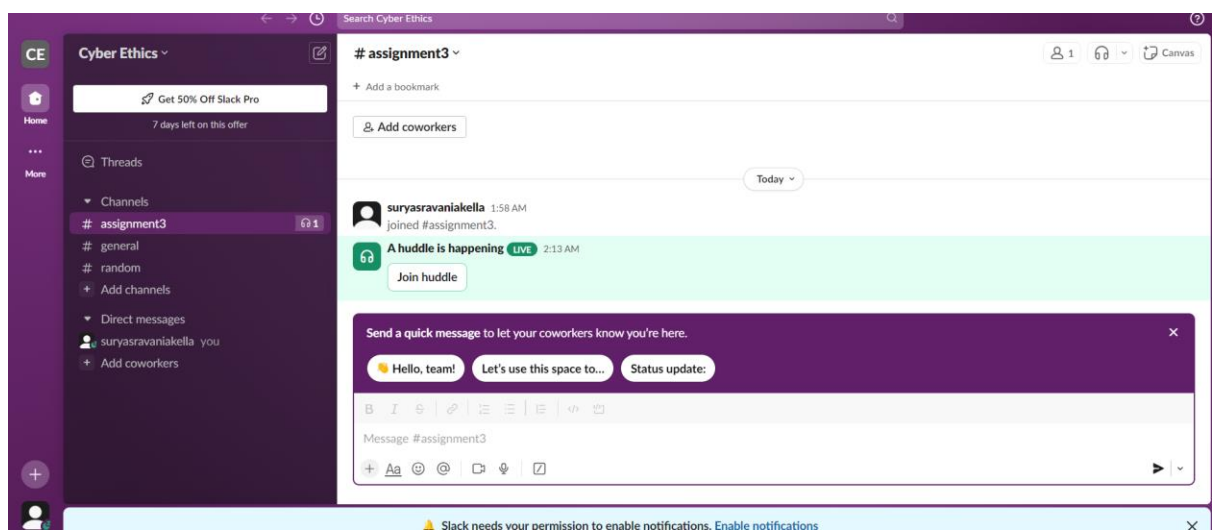 Search Cyber Ethics
CE
Home
More
Cyber Ethics
Get 50% Off Slack Pro
7 days left on this offer
Threads
Channels
# assignment3 1
# general
# random
+ Add channels
Direct messages
suryasravaniakella you
+ Add coworkers
# assignment3
1
Canvas
+ Add a bookmark
Add coworkers
Today
suryasravaniakella 1:58 AM
joined #assignment3.
A huddle is happening LIVE 2:13 AM
Join huddle
Send a quick message to let your coworkers know you're here.
Hello, team! Let's use this space to... Status update:
B I S
Message #assignment3
Aa
Slack needs your permission to enable notifications. Enable notifications